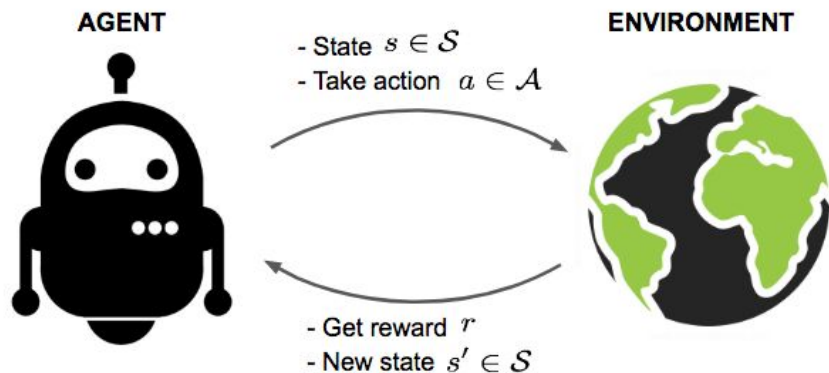 AGENT
ENVIRONMENT
- State s ∈ 𝒮
- Take action a ∈ 𝒜
- Get reward r
- New state s′ ∈ 𝒮